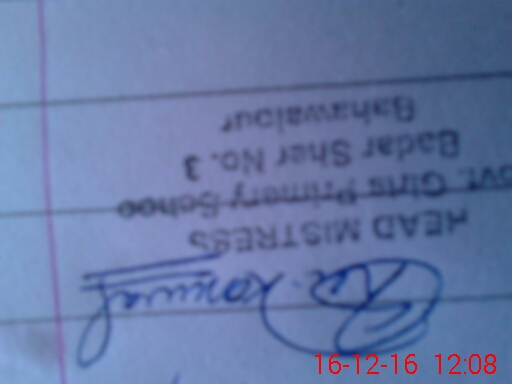 HEAD MISTRESS
Govt. Girls Primary School
Badar Sher No. 3
Bahawalpur
16-12-16 12:08